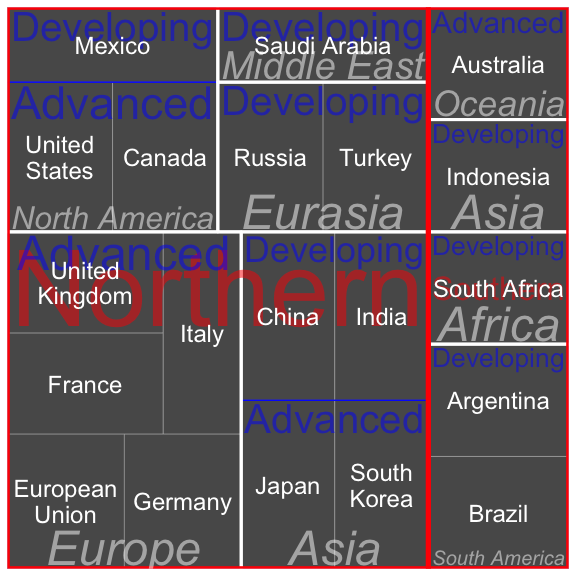 Developing
Mexico
Advanced
United
States
Canada
North America
Developing
Saudi Arabia
Middle East
Developing
Russia
Turkey
Eurasia
Advanced
Australia
Oceania
Developing
Indonesia
Asia
Northern
Advanced
United
Kingdom
Italy
France
European
Union
Germany
Europe
Developing
China
India
Advanced
Japan
South
Korea
Asia
Developing
South Africa
Africa
Developing
Argentina
Brazil
South America